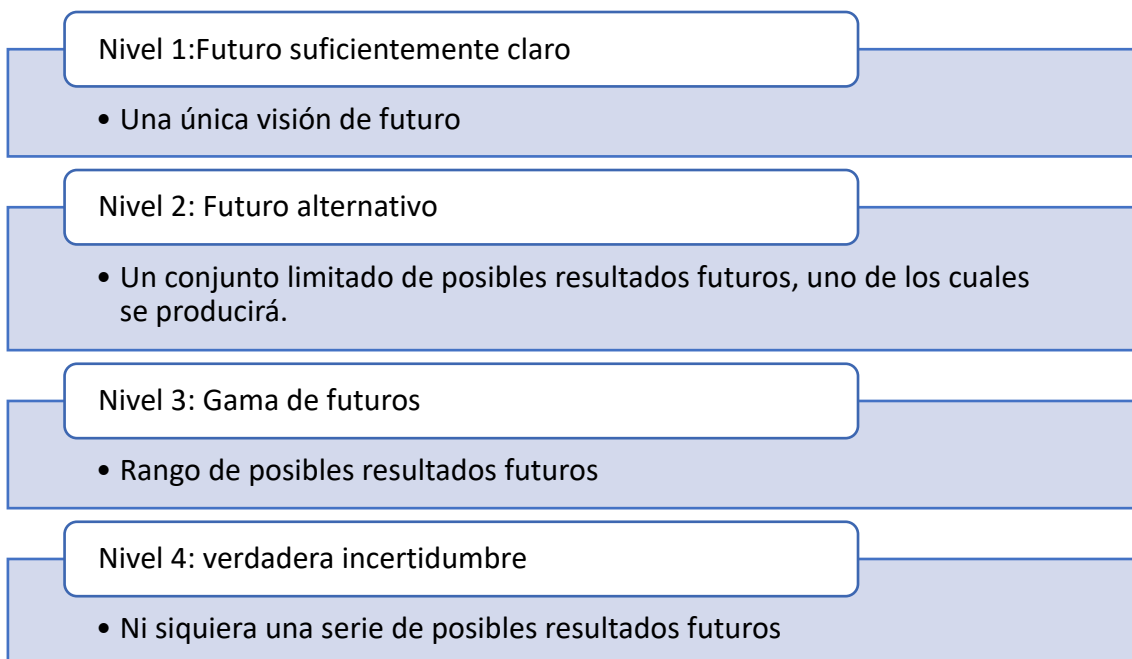 Nivel 1:Futuro suficientemente claro
• Una única visión de futuro
Nivel 2: Futuro alternativo
• Un conjunto limitado de posibles resultados futuros, uno de los cuales
se producirá.
Nivel 3: Gama de futuros
• Rango de posibles resultados futuros
Nivel 4: verdadera incertidumbre
• Ni siquiera una serie de posibles resultados futuros